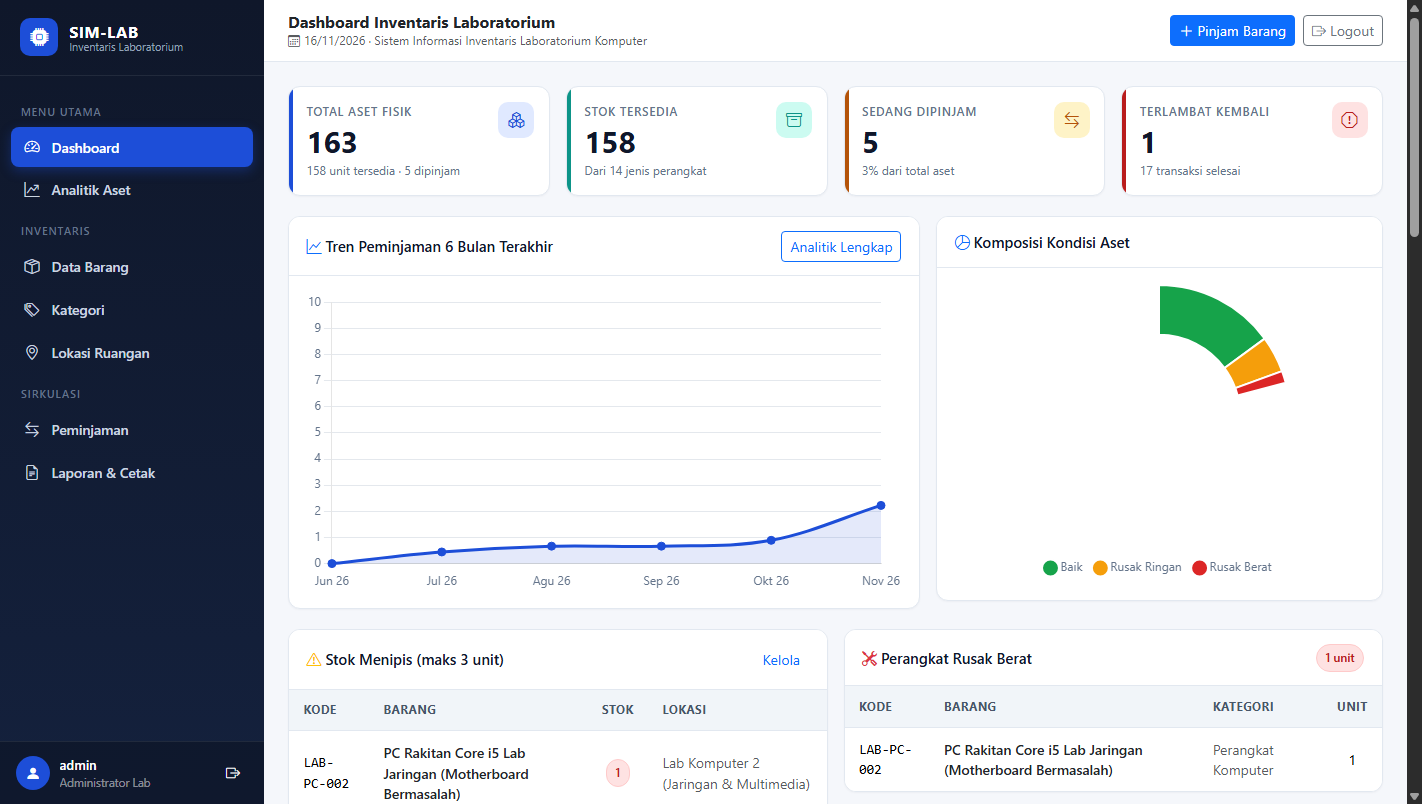 SIM-LAB
Inventaris Laboratorium
MENU UTAMA
Dashboard
Analitik Aset
INVENTARIS
Data Barang
Kategori
Lokasi Ruangan
SIRKULASI
Peminjaman
Laporan & Cetak
admin
Administrator Lab
Dashboard Inventaris Laboratorium
16/11/2026 · Sistem Informasi Inventaris Laboratorium Komputer
Pinjam Barang
Logout
TOTAL ASET FISIK
163
158 unit tersedia · 5 dipinjam
STOK TERSEDIA
158
Dari 14 jenis perangkat
SEDANG DIPINJAM
5
3% dari total aset
TERLAMBAT KEMBALI
1
17 transaksi selesai
Tren Peminjaman 6 Bulan Terakhir
Analitik Lengkap
10
9
8
7
6
5
4
3
2
1
0
Jun 26 Jul 26 Agu 26 Sep 26 Okt 26 Nov 26
Komposisi Kondisi Aset
Baik Rusak Ringan Rusak Berat
Stok Menipis (maks 3 unit)
Kelola
KODE BARANG STOK LOKASI
LAB-
PC-002
PC Rakitan Core i5 Lab
Jaringan (Motherboard
Bermasalah)
1
Lab Komputer 2
(Jaringan & Multimedia)
Perangkat Rusak Berat
1 unit
KODE BARANG KATEGORI UNIT
LAB-PC-
002
PC Rakitan Core i5 Lab Jaringan
(Motherboard Bermasalah)
Perangkat
Komputer
1